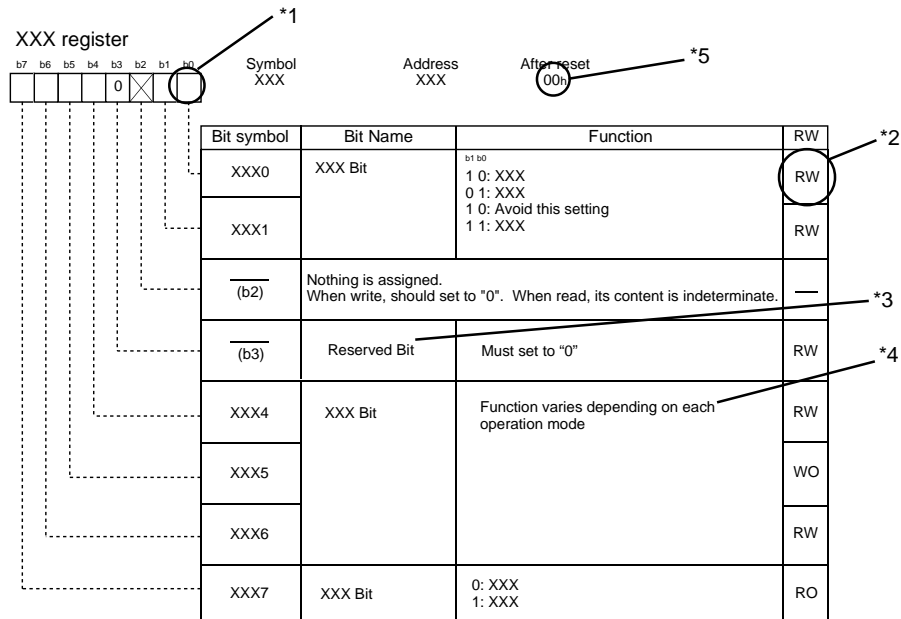 *1
XXX register
b7 b6 b5 b4 b3 b2 b1 b0
Symbol Address After reset
XXX XXX 00h
*5
0
Bit symbol Bit Name Function RW
*2
XXX0 XXX Bit
b1 b0
1 0: XXX
0 1: XXX
1 0: Avoid this setting
1 1: XXX
RW
XXX1 RW
(b2)
Nothing is assigned.
When write, should set to "0". When read, its content is indeterminate.
—
*3
(b3) Reserved Bit Must set to “0” RW
*4
XXX4 XXX Bit
Function varies depending on each
operation mode
RW
XXX5 WO
XXX6 RW
XXX7 XXX Bit
0: XXX
1: XXX
RO